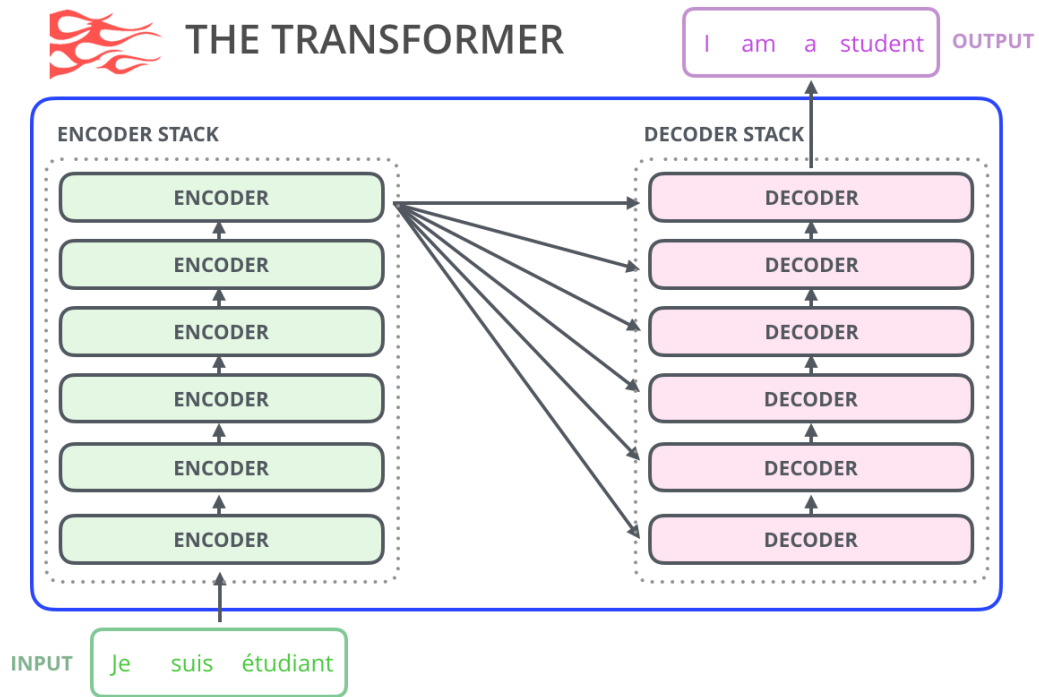 THE TRANSFORMER
I am a student
OUTPUT
ENCODER STACK
ENCODER
ENCODER
ENCODER
ENCODER
ENCODER
ENCODER
DECODER STACK
DECODER
DECODER
DECODER
DECODER
DECODER
DECODER
INPUT
Je suis étudiant